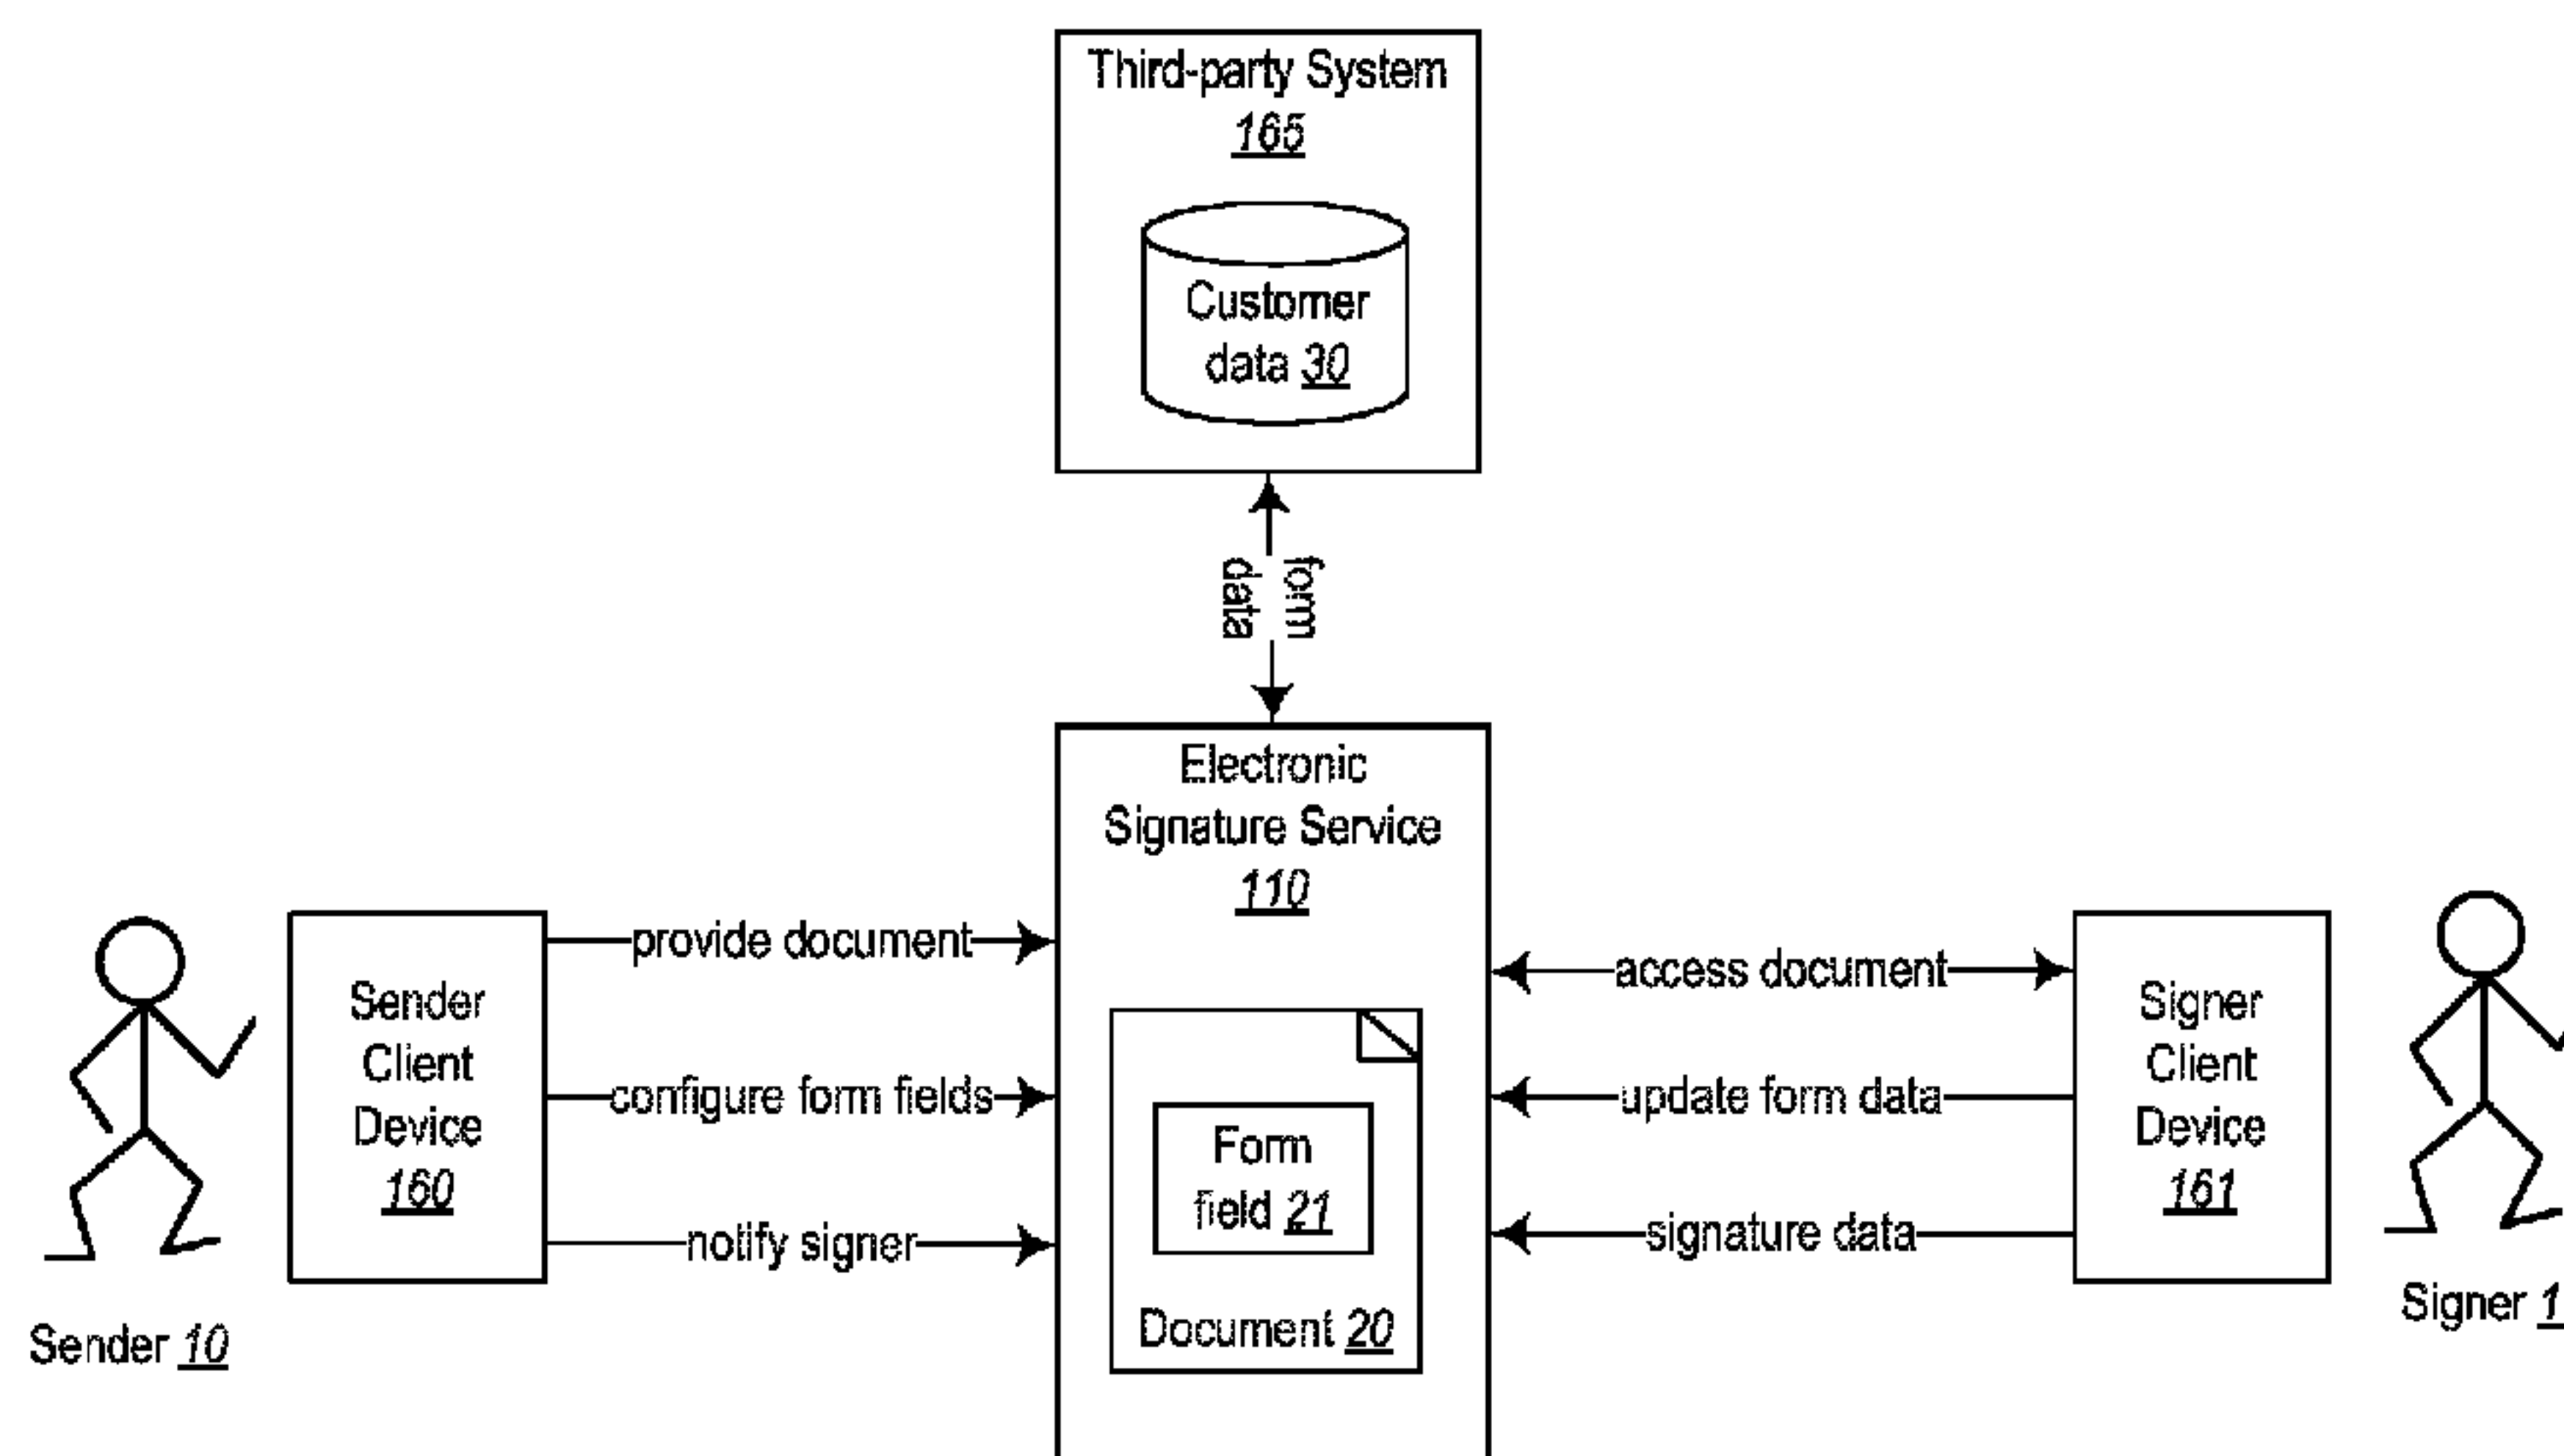 Third-party System
165
Customer
data 30
form
data
Electronic
Signature Service
110
provide document
configure form fields
notify signer
Sender
Client
Device
160
Sender 10
Form
field 21
Document 20
access document
update form data
signature data
Signer
Client
Device
161
Signer 1